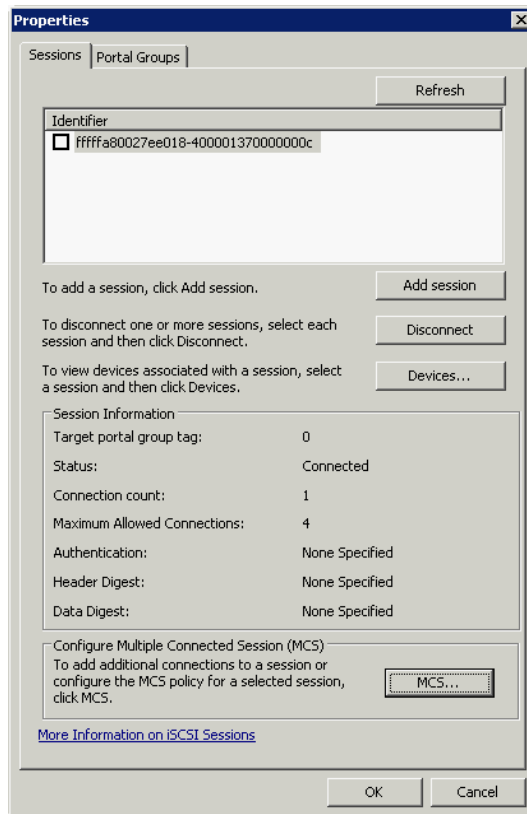 Properties
Sessions
Portal Groups
Refresh
Identifier
fffffa80027ee018-400001370000000c
To add a session, click Add session.
Add session
To disconnect one or more sessions, select each
session and then click Disconnect.
Disconnect
To view devices associated with a session, select
a session and then click Devices.
Devices...
Session Information
Target portal group tag: 0
Status: Connected
Connection count: 1
Maximum Allowed Connections: 4
Authentication: None Specified
Header Digest: None Specified
Data Digest: None Specified
Configure Multiple Connected Session (MCS)
To add additional connections to a session or
configure the MCS policy for a selected session,
click MCS.
MCS...
More Information on iSCSI Sessions
OK
Cancel